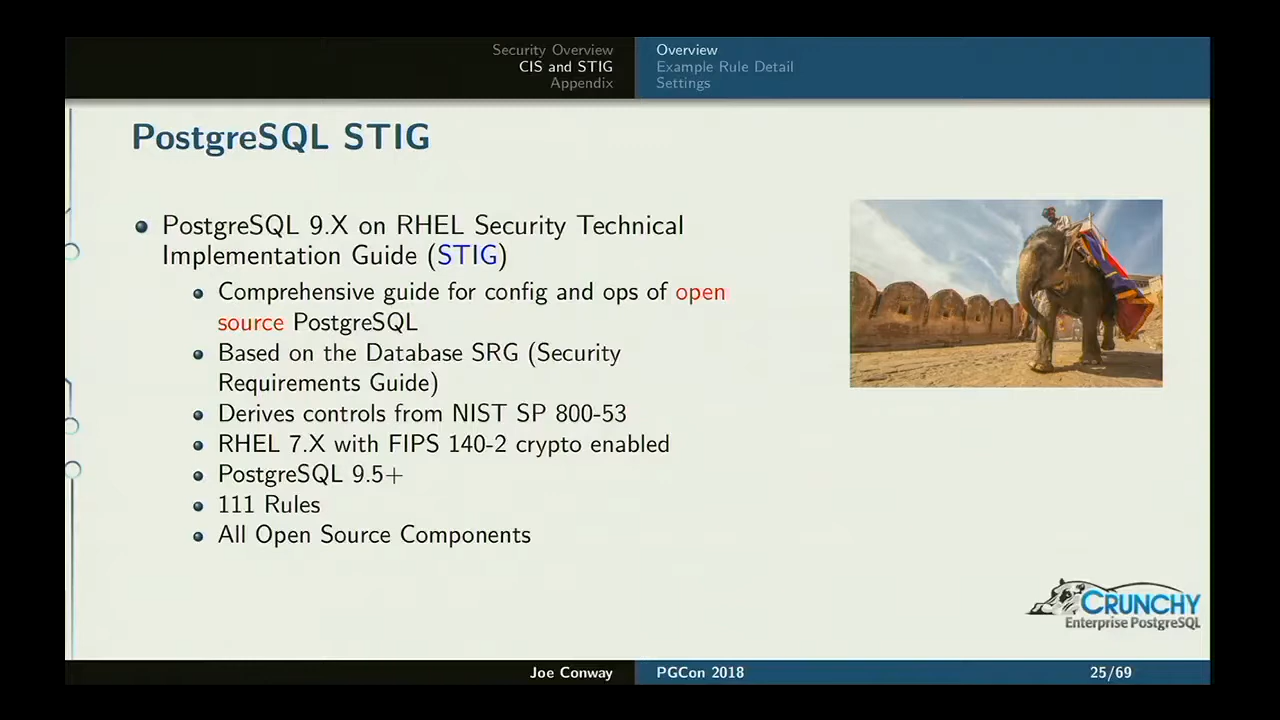 Security Overview
CIS and STIG
Appendix
Overview
Example Rule Detail
Settings
PostgreSQL STIG
PostgreSQL 9.X on RHEL Security Technical
Implementation Guide (STIG)
Comprehensive guide for config and ops of open
source PostgreSQL
Based on the Database SRG (Security
Requirements Guide)
Derives controls from NIST SP 800-53
RHEL 7.X with FIPS 140-2 crypto enabled
PostgreSQL 9.5+
111 Rules
All Open Source Components
CRUNCHY
Enterprise PostgreSQL
Joe Conway
PGCon 2018
25/69